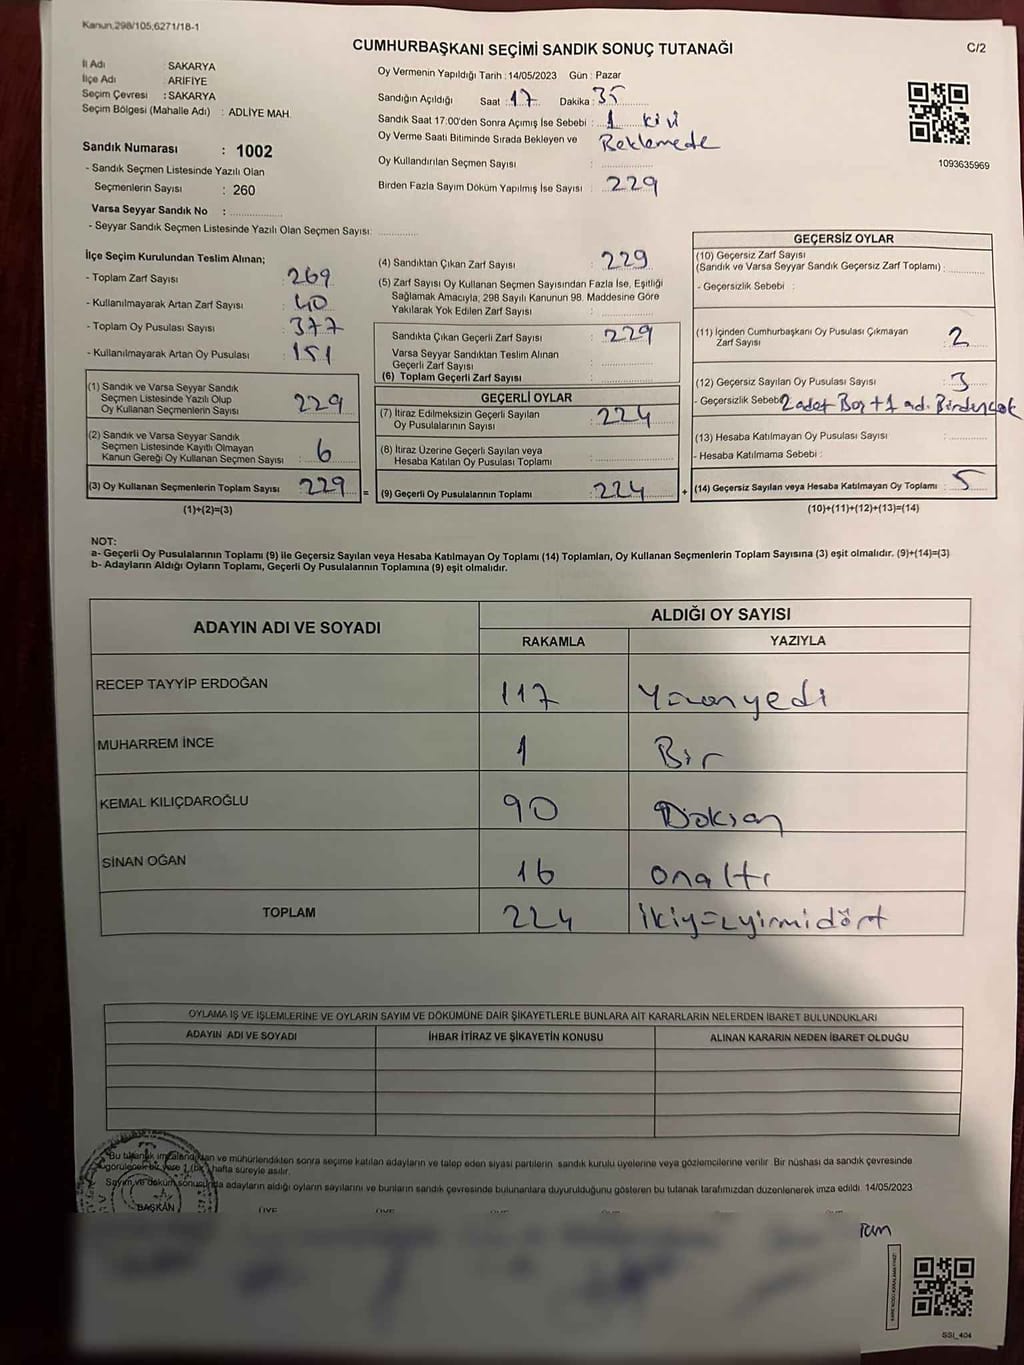 Kanun,298/105,6271/18-1
CUMHURBAŞKANI SEÇİMİ SANDIK SONUÇ TUTANAĞI
C/2
İl Adı : SAKARYA
İlçe Adı : ARİFİYE
Seçim Çevresi : SAKARYA
Seçim Bölgesi (Mahalle Adı) : ADLİYE MAH.
Sandık Numarası : 1002
- Sandık Seçmen Listesinde Yazılı Olan
Seçmenlerin Sayısı : 260
Varsa Seyyar Sandık No :
- Seyyar Sandık Seçmen Listesinde Yazılı Olan Seçmen Sayısı:
Oy Vermenin Yapıldığı Tarih : 14/05/2023 Gün : Pazar
Sandığın Açıldığı Saat : 17 Dakika : 35
Sandık Saat 17:00'den Sonra Açımış İse Sebebi : 1 kişi
Oy Verme Saati Bitiminde Sırada Bekleyen ve Beklemede
Oy Kullandırılan Seçmen Sayısı :
Birden Fazla Sayım Döküm Yapılmış İse Sayısı : 229
1093635969
İlçe Seçim Kurulundan Teslim Alınan;
- Toplam Zarf Sayısı : 269
- Kullanılmayarak Artan Zarf Sayısı : 40
- Toplam Oy Pusulası Sayısı : 377
- Kullanılmayarak Artan Oy Pusulası : 151
(1) Sandık ve Varsa Seyyar Sandık
Seçmen Listesinde Yazılı Olup
Oy Kullanan Seçmenlerin Sayısı : 229
(2) Sandık ve Varsa Seyyar Sandık
Seçmen Listesinde Kayıtlı Olmayan
Kanun Gereği Oy Kullanan Seçmen Sayısı : 6
(3) Oy Kullanan Seçmenlerin Toplam Sayısı : 229 =
(1)+(2)=(3)
(4) Sandıktan Çıkan Zarf Sayısı : 229
(5) Zarf Sayısı Oy Kullanan Seçmen Sayısından Fazla İse, Eşitliği
Sağlamak Amacıyla, 298 Sayılı Kanunun 98. Maddesine Göre
Yakılarak Yok Edilen Zarf Sayısı :
Sandıkta Çıkan Geçerli Zarf Sayısı : 229
Varsa Seyyar Sandıktan Teslim Alınan
Geçerli Zarf Sayısı :
(6) Toplam Geçerli Zarf Sayısı :
GEÇERLİ OYLAR
(7) İtiraz Edilmeksizin Geçerli Sayılan
Oy Pusulalarının Sayısı : 224
(8) İtiraz Üzerine Geçerli Sayılan veya
Hesaba Katılan Oy Pusulası Toplamı :
(9) Geçerli Oy Pusulalarının Toplamı : 224 +
GEÇERSİZ OYLAR
(10) Geçersiz Zarf Sayısı
(Sandık ve Varsa Seyyar Sandık Geçersiz Zarf Toplamı) :
- Geçersizlik Sebebi :
(11) İçinden Cumhurbaşkanı Oy Pusulası Çıkmayan
Zarf Sayısı : 2
(12) Geçersiz Sayılan Oy Pusulası Sayısı : 3
- Geçersizlik Sebebi 2 adet Boş + 1 ad. Birden çok
(13) Hesaba Katılmayan Oy Pusulası Sayısı :
- Hesaba Katılmama Sebebi :
(14) Geçersiz Sayılan veya Hesaba Katılmayan Oy Toplamı : 5
(10)+(11)+(12)+(13)=(14)
NOT:
a- Geçerli Oy Pusulalarının Toplamı (9) ile Geçersiz Sayılan veya Hesaba Katılmayan Oy Toplamı (14) Toplamları, Oy Kullanan Seçmenlerin Toplam Sayısına (3) eşit olmalıdır. (9)+(14)=(3)
b- Adayların Aldığı Oyların Toplamı, Geçerli Oy Pusulalarının Toplamına (9) eşit olmalıdır.
ADAYIN ADI VE SOYADI
ALDIĞI OY SAYISI
RAKAMLA YAZIYLA
RECEP TAYYİP ERDOĞAN 117 Yüzonyedi
MUHARREM İNCE 1 Bir
KEMAL KILIÇDAROĞLU 90 Doksan
SİNAN OĞAN 16 onaltı
TOPLAM 224 ikiyüzyirmidört
OYLAMA İŞ VE İŞLEMLERİNE VE OYLARIN SAYIM VE DÖKÜMÜNE DAİR ŞİKAYETLERLE BUNLARA AİT KARARLARIN NELERDEN İBARET BULUNDUKLARI
ADAYIN ADI VE SOYADI İHBAR İTİRAZ VE ŞİKAYETİN KONUSU ALINAN KARARIN NEDEN İBARET OLDUĞU
Bu tutanak imzalandıktan ve mühürlendikten sonra seçime katılan adayların ve talep eden siyasi partilerin sandık kurulu üyelerine veya gözlemcilerine verilir. Bir nüshası da sandık çevresinde
görülecek bir yere 1 (bir) hafta süreyle asılır.
Sayım ve döküm sonucunda adayların aldığı oyların sayılarını ve bunların sandık çevresinde bulunanlara duyurulduğunu gösteren bu tutanak tarafımızdan düzenlenerek imza edildi. 14/05/2023
BAŞKAN
SSI_404